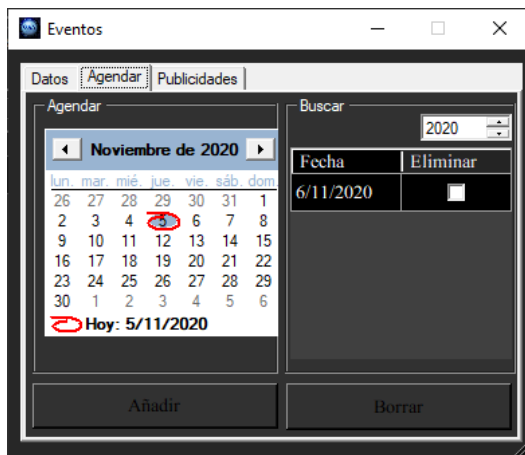 Eventos
Datos Agendar Publicidades
Agendar
Noviembre de 2020
lun. mar. mié. jue. vie. sáb. dom.
26 27 28 29 30 31 1
2 3 4 5 6 7 8
9 10 11 12 13 14 15
16 17 18 19 20 21 22
23 24 25 26 27 28 29
30 1 2 3 4 5 6
Hoy: 5/11/2020
Añadir
Buscar
2020
Fecha Eliminar
6/11/2020
Borrar